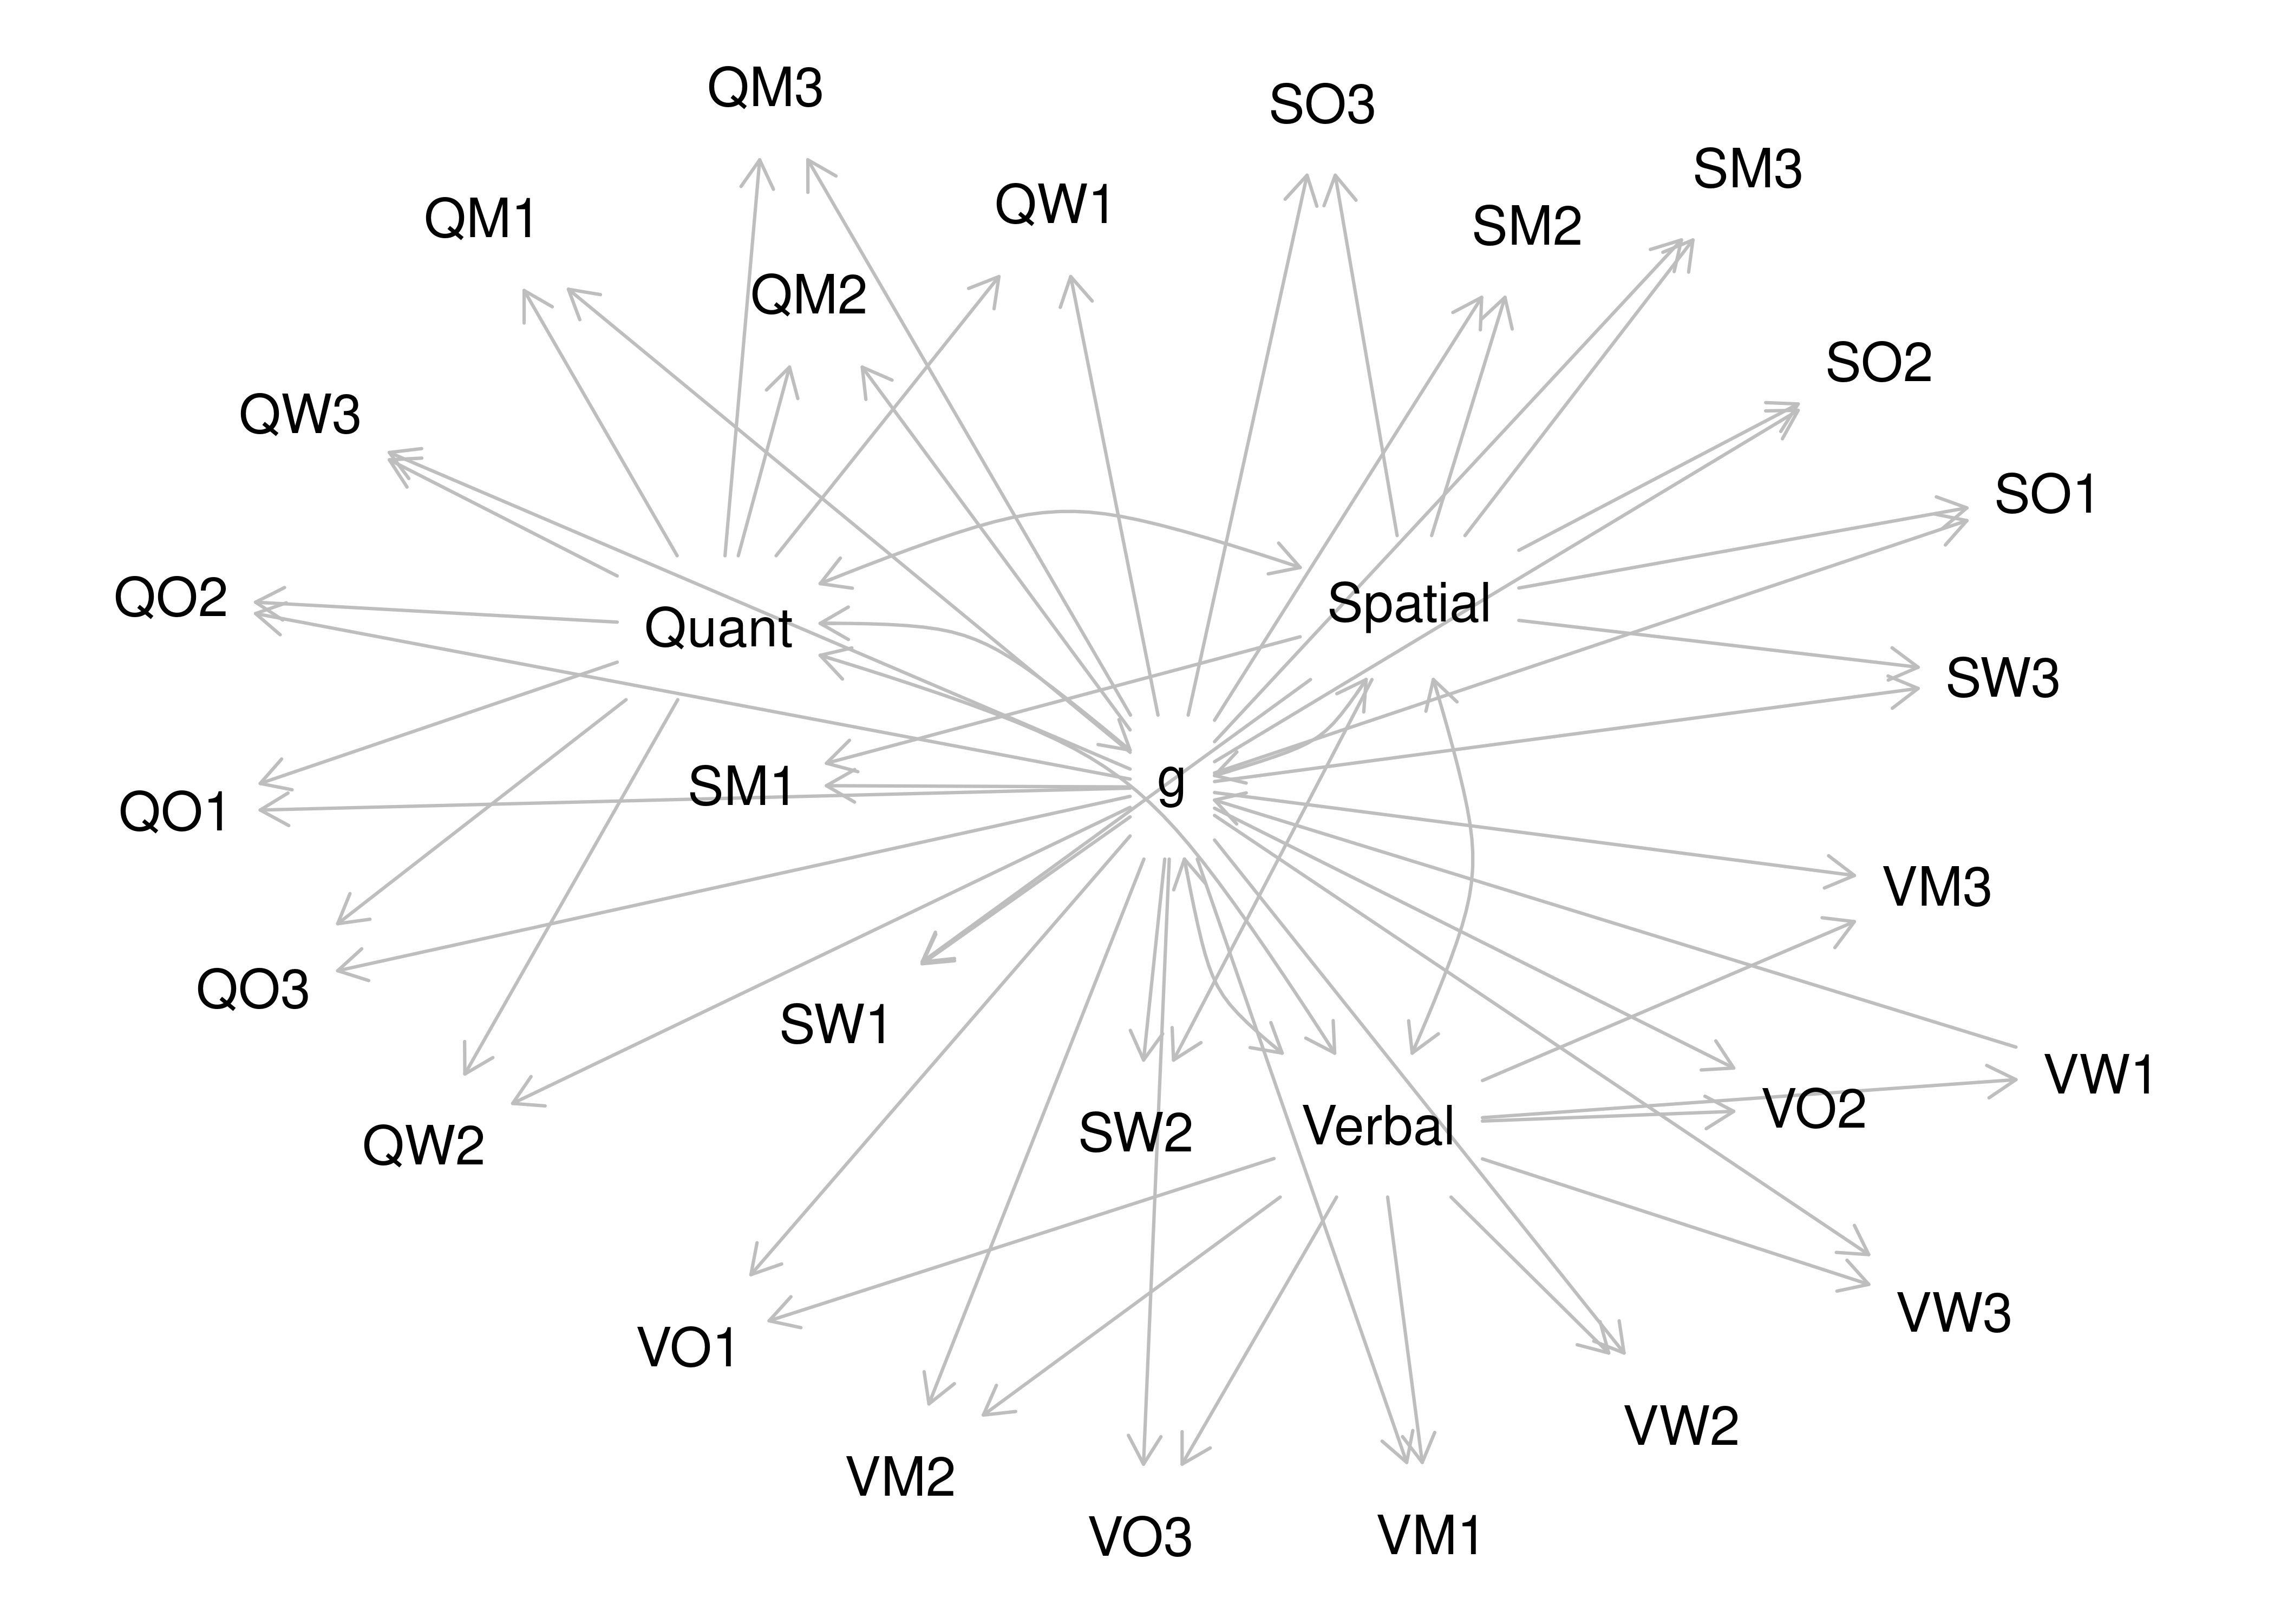 QM3
SO3
SM3
QW1
QM1
SM2
QM2
SO2
QW3
SO1
QO2
Spatial
Quant
SW3
g
SM1
QO1
VM3
QO3
SW1
VW1
VO2
Verbal
SW2
QW2
VW3
VO1
VW2
VM2
VM1
VO3